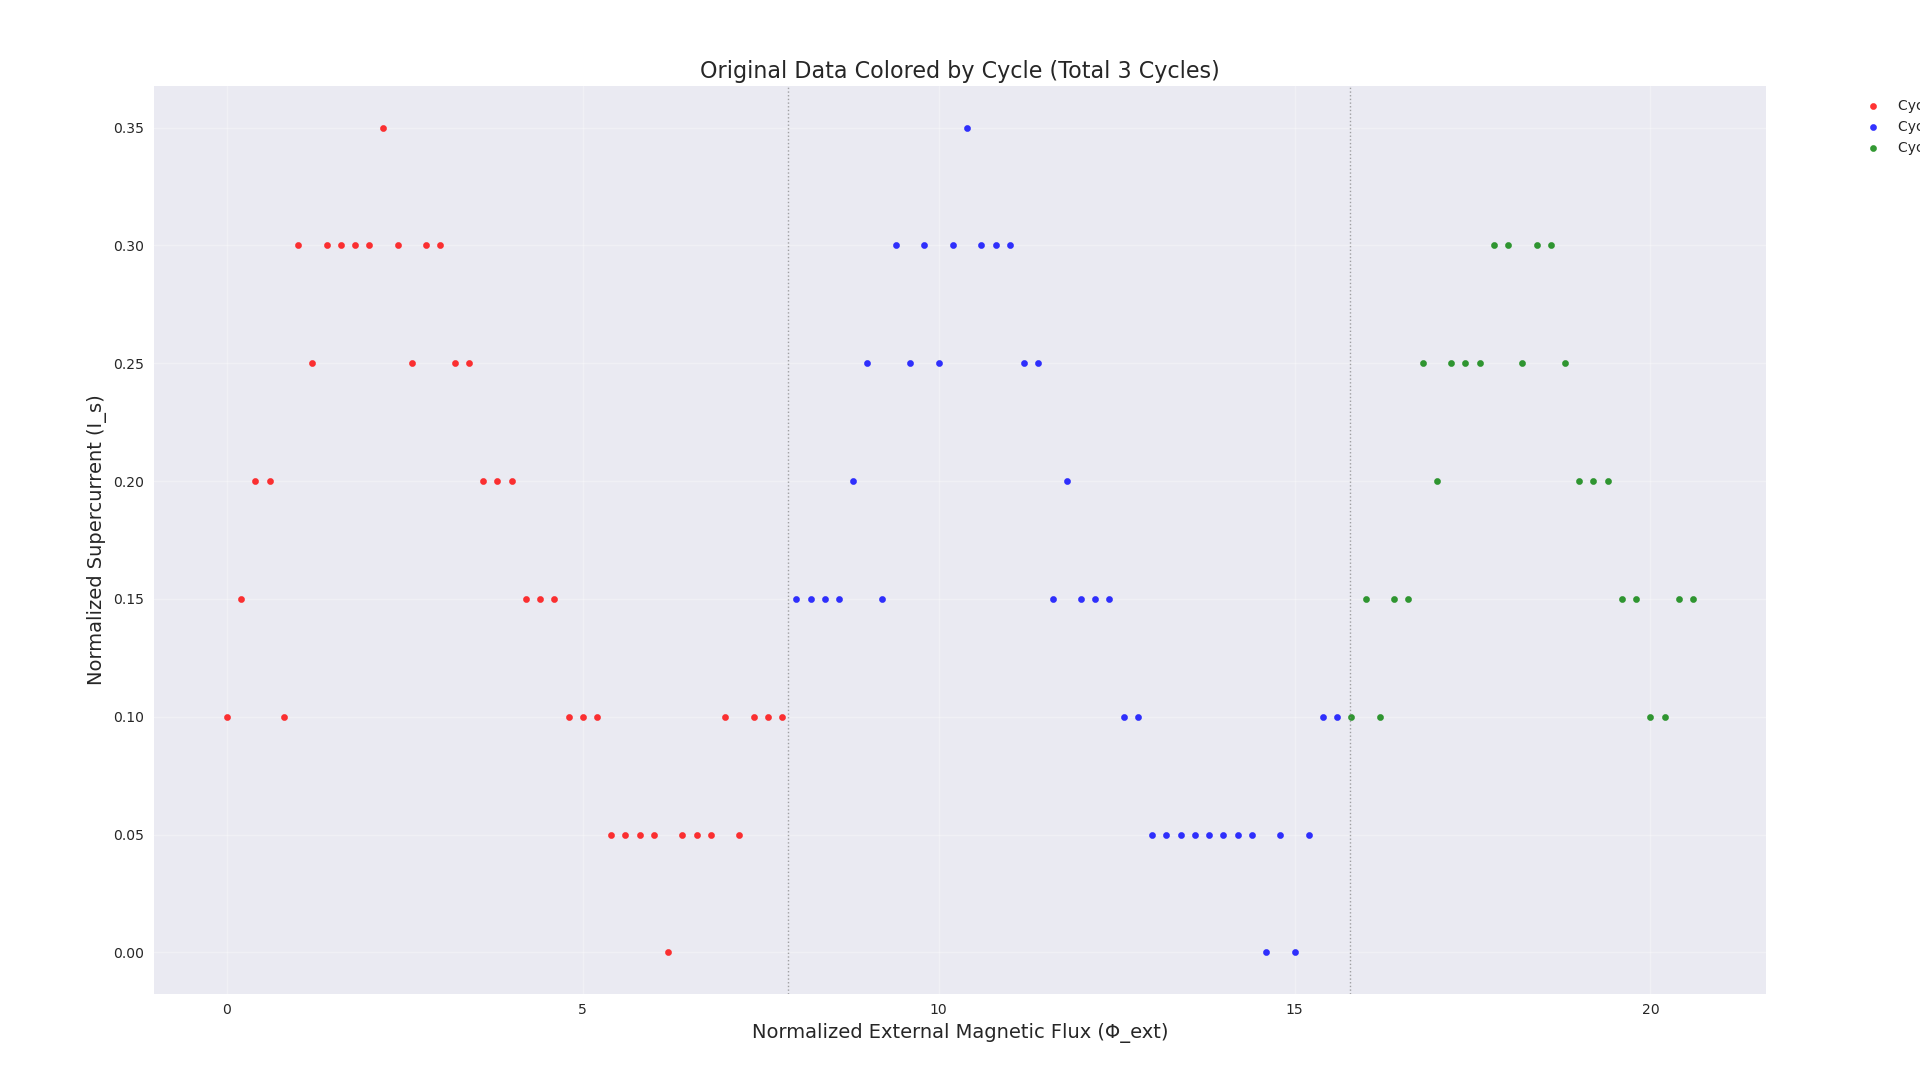 Original Data Colored by Cycle (Total 3 Cycles)
0.35
0.30
0.25
0.20
0.15
0.10
0.05
0.00
Normalized Supercurrent (I_s)
0
5
10
15
20
Normalized External Magnetic Flux (Φ_ext)
Cyc
Cyc
Cyc